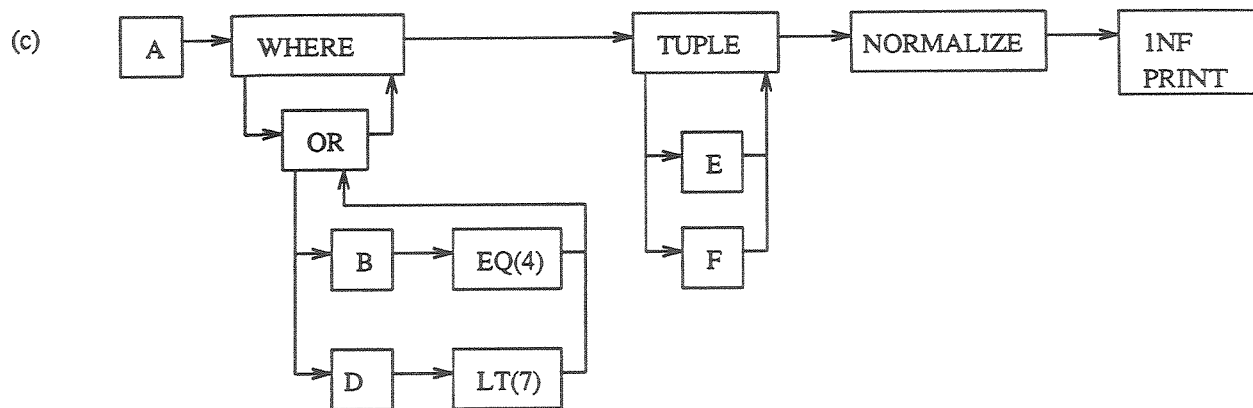 (c)
A
WHERE
TUPLE
NORMALIZE
1NF
PRINT
OR
E
B
EQ(4)
F
D
LT(7)